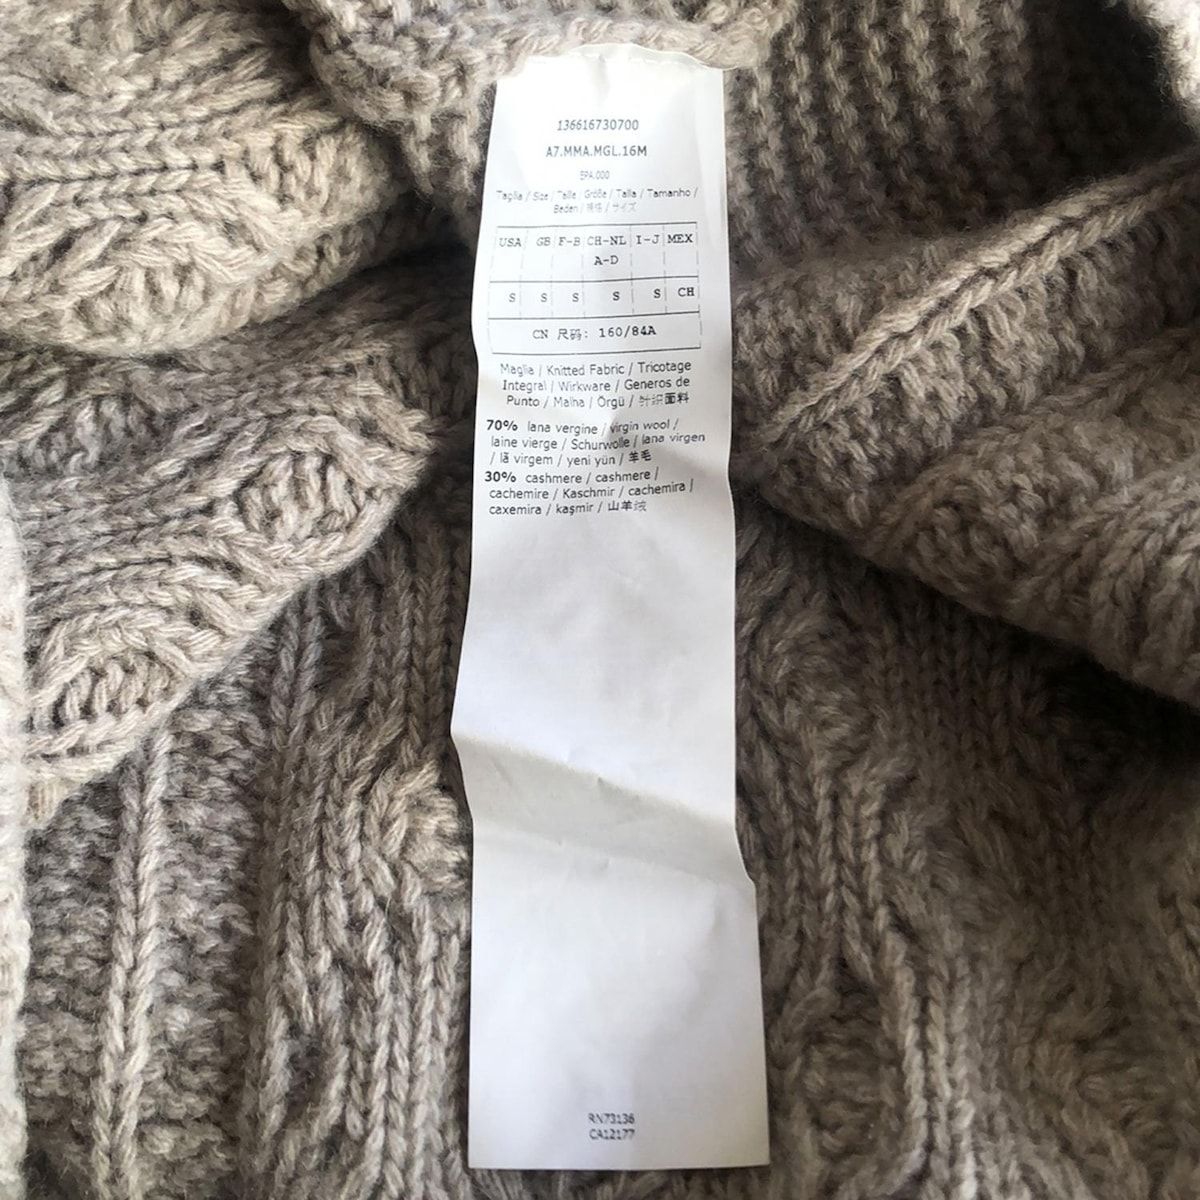 136616730700
A7.MMA.MGL.16M
EPA.000
Taglia / Size / Taille / Größe / Talla / Tamanho /
Beden / 規格 / サイズ
USA GB F-B CH-NL I-J MEX
A-D
S S S S S CH
CN 尺码: 160/84A
Maglia / Knitted Fabric / Tricotage
Integral / Wirkware / Generos de
Punto / Malha / Örgü / 针织面料
70% lana vergine / virgin wool /
laine vierge / Schurwolle / lana virgen
/ lã virgem / yeni yün / 羊毛
30% cashmere / cashmere /
cachemire / Kaschmir / cachemira /
caxemira / kaşmir / 山羊绒
RN73136
CA12177